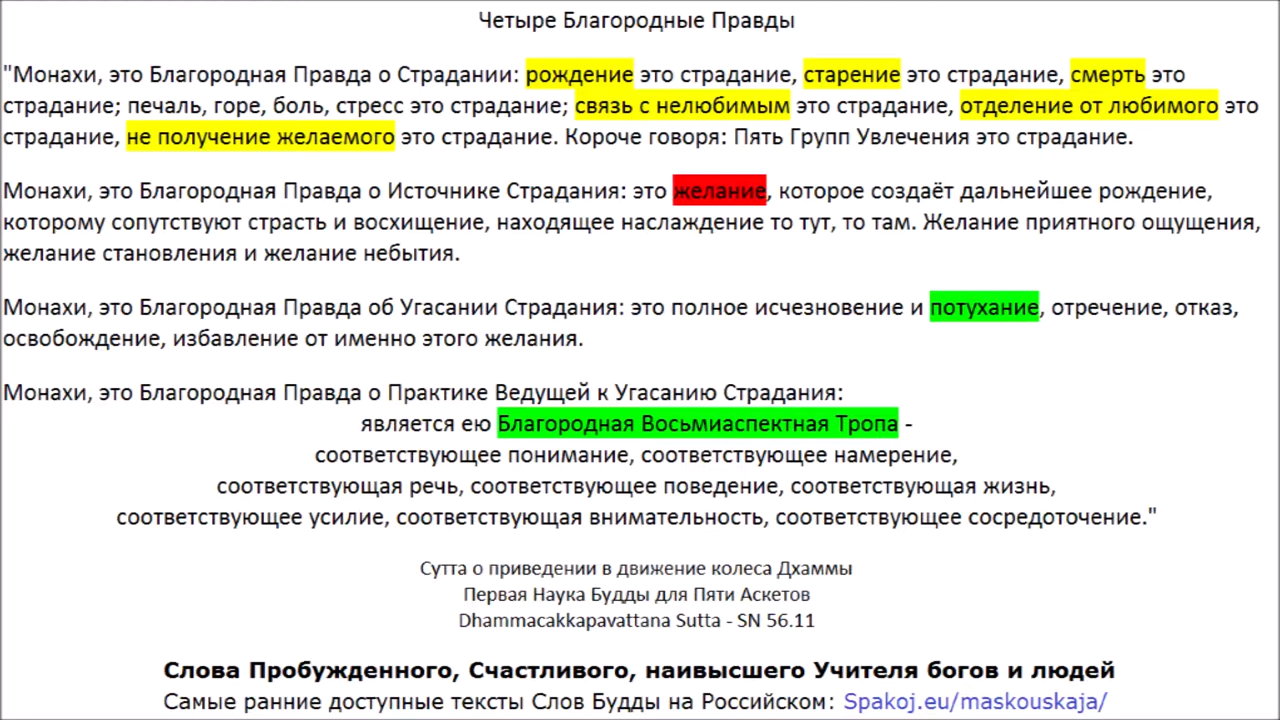 Четыре Благородные Правды
"Монахи, это Благородная Правда о Страдании: рождение это страдание, старение это страдание, смерть это
страдание; печаль, горе, боль, стресс это страдание; связь с нелюбимым это страдание, отделение от любимого это
страдание, не получение желаемого это страдание. Короче говоря: Пять Групп Увлечения это страдание.
Монахи, это Благородная Правда о Источнике Страдания: это желание, которое создаёт дальнейшее рождение,
которому сопутствуют страсть и восхищение, находящее наслаждение то тут, то там. Желание приятного ощущения,
желание становления и желание небытия.
Монахи, это Благородная Правда об Угасании Страдания: это полное исчезновение и потухание, отречение, отказ,
освобождение, избавление от именно этого желания.
Монахи, это Благородная Правда о Практике Ведущей к Угасанию Страдания:
является ею Благородная Восьмиаспектная Тропа -
соответствующее понимание, соответствующее намерение,
соответствующая речь, соответствующее поведение, соответствующая жизнь,
соответствующее усилие, соответствующая внимательность, соответствующее сосредоточение."
Сутта о приведении в движение колеса Дхаммы
Первая Наука Будды для Пяти Аскетов
Dhammacakkapavattana Sutta - SN 56.11
Слова Пробужденного, Счастливого, наивысшего Учителя богов и людей
Самые ранние доступные тексты Слов Будды на Российском: Spakoj.eu/maskouskaja/